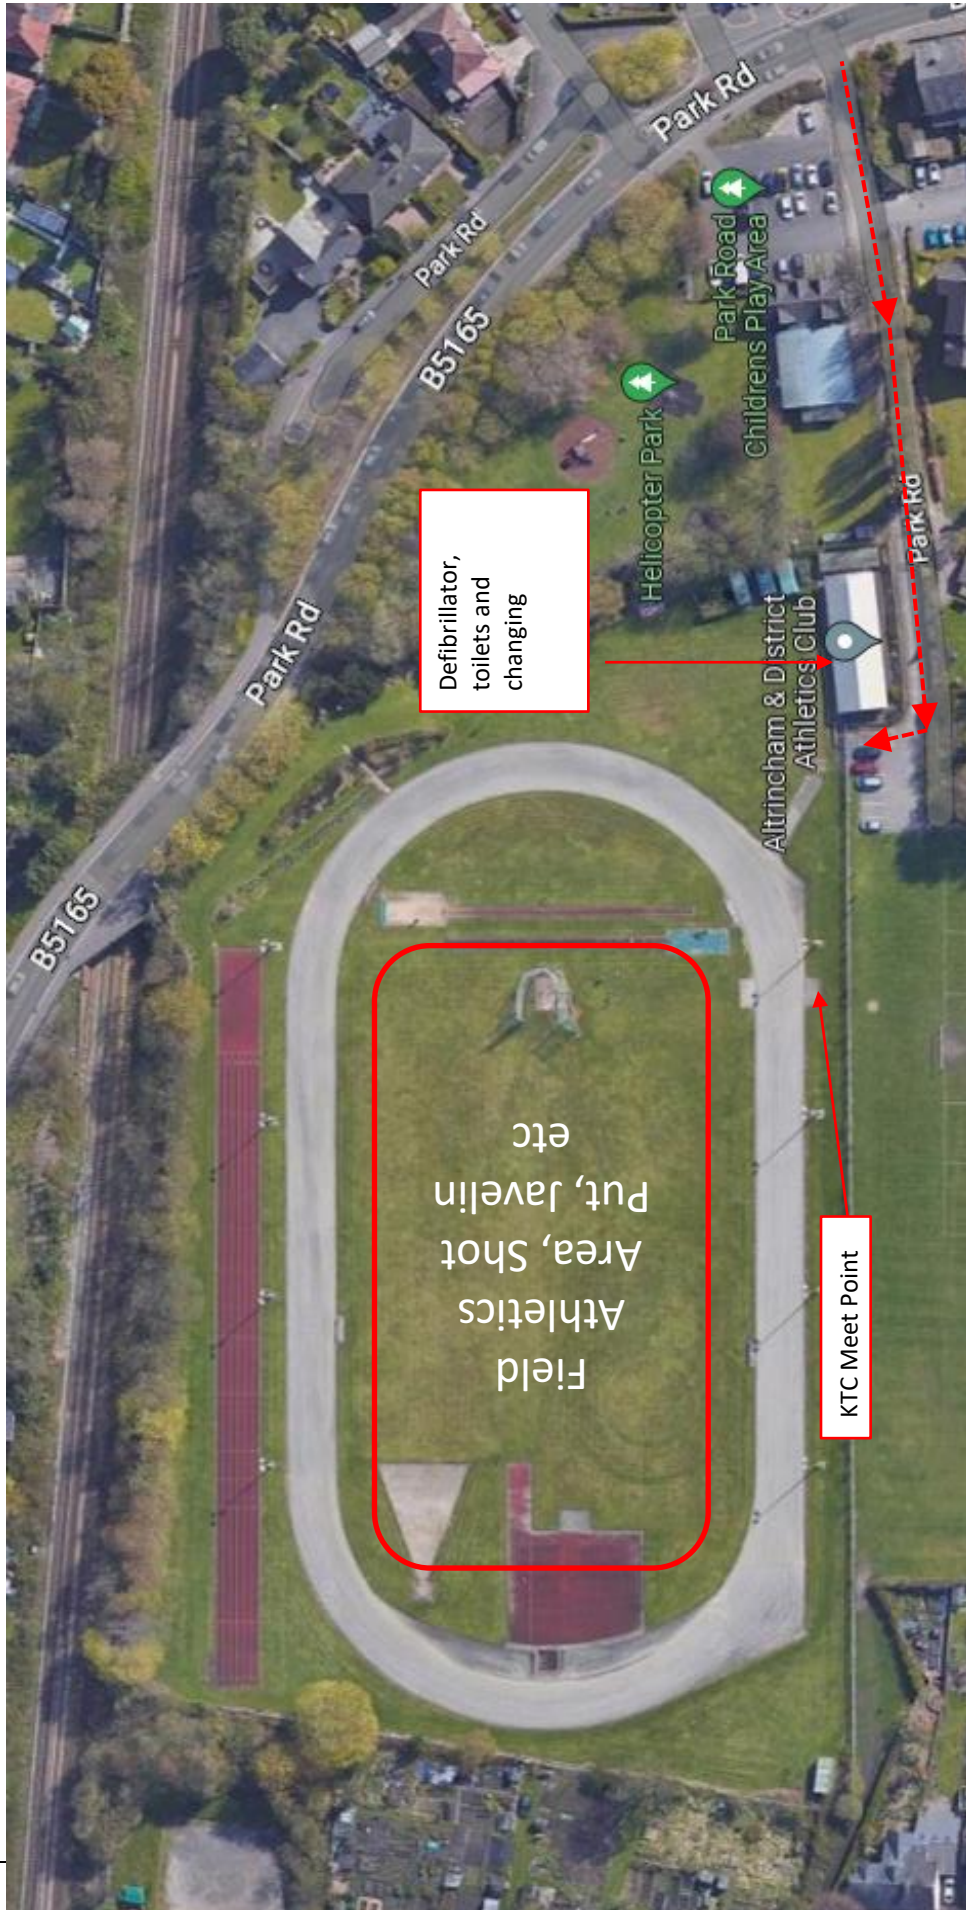 B5165
Park Rd
B5165
Park Rd
Park Rd
Defibrillator,
toilets and
changing
Helicopter Park
Park Road
Childrens Play Area
Altrincham & District
Athletics Club
Park Rd
Field
Athletics
Area, Shot
Put, Javelin
etc
KTC Meet Point